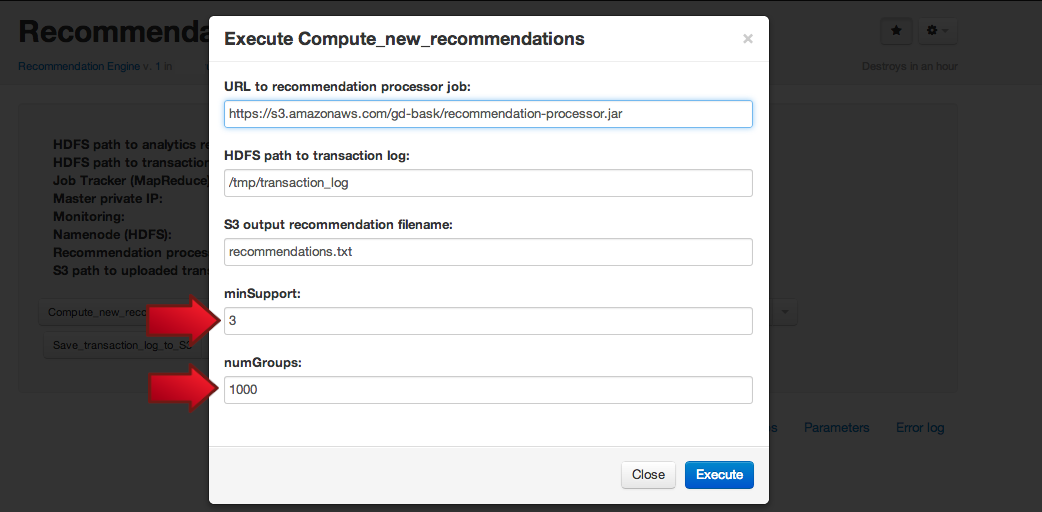 Recommenda
Recommendation Engine v. 1 in
Destroys in an hour
Execute Compute_new_recommendations
×
URL to recommendation processor job:
https://s3.amazonaws.com/gd-bask/recommendation-processor.jar
HDFS path to transaction log:
/tmp/transaction_log
S3 output recommendation filename:
recommendations.txt
minSupport:
3
numGroups:
1000
Close
Execute
HDFS path to analytics re
HDFS path to transaction
Job Tracker (MapReduce)
Master private IP:
Monitoring:
Namenode (HDFS):
Recommendation proces
S3 path to uploaded tran
Compute_new_reco
Save_transaction_log_to_S3
s
Parameters
Error log